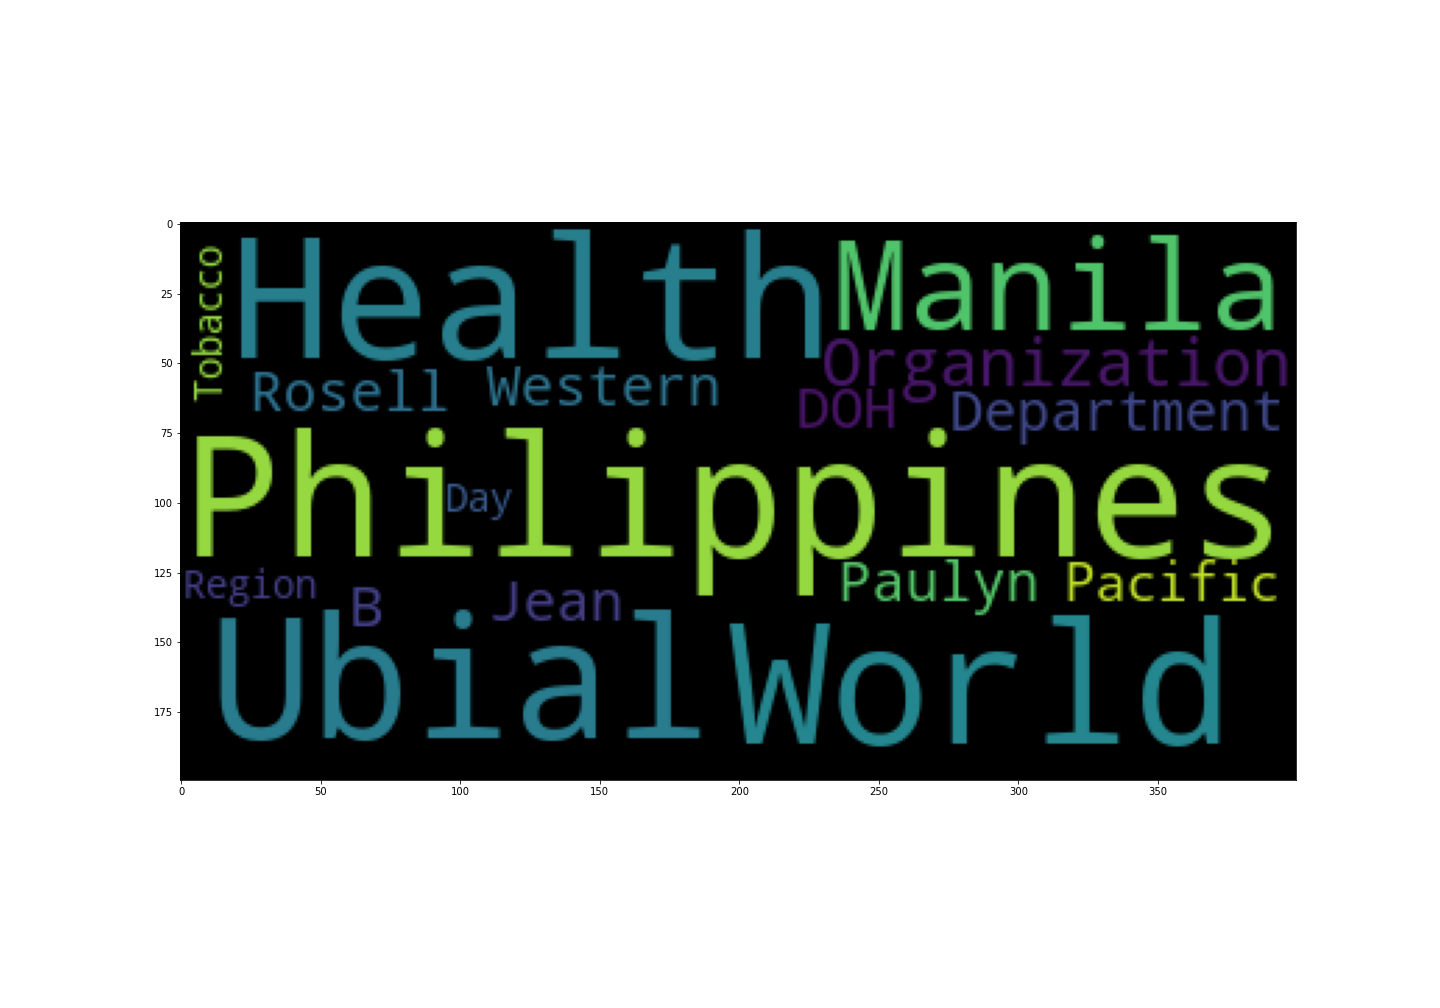 0
25
50
75
100
125
150
175
Tobacco
Health
Manila
Organization
Rosell
Western
DOH
Department
Philippines
Day
Region
B
Jean
Paulyn
Pacific
Ubial
World
0 50 100 150 200 250 300 350